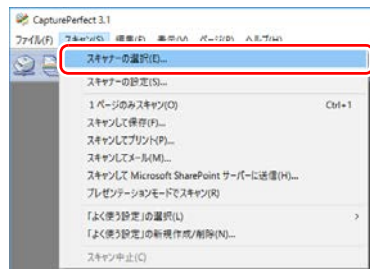 CapturePerfect 3.1
ファイル(F) スキャン(S) 編集(E) 表示(V) ページ(P) ヘルプ(H)
スキャナーの選択(E)...
スキャナーの設定(S)...
1 ページのみスキャン(O) Ctrl+1
スキャンして保存(F)...
スキャンしてプリント(P)...
スキャンしてメール(M)...
スキャンして Microsoft SharePoint サーバーに送信(H)...
プレゼンテーションモードでスキャン(R)
「よく使う設定」の選択(L) >
「よく使う設定」の新規作成/削除(N)...
スキャン中止(C)